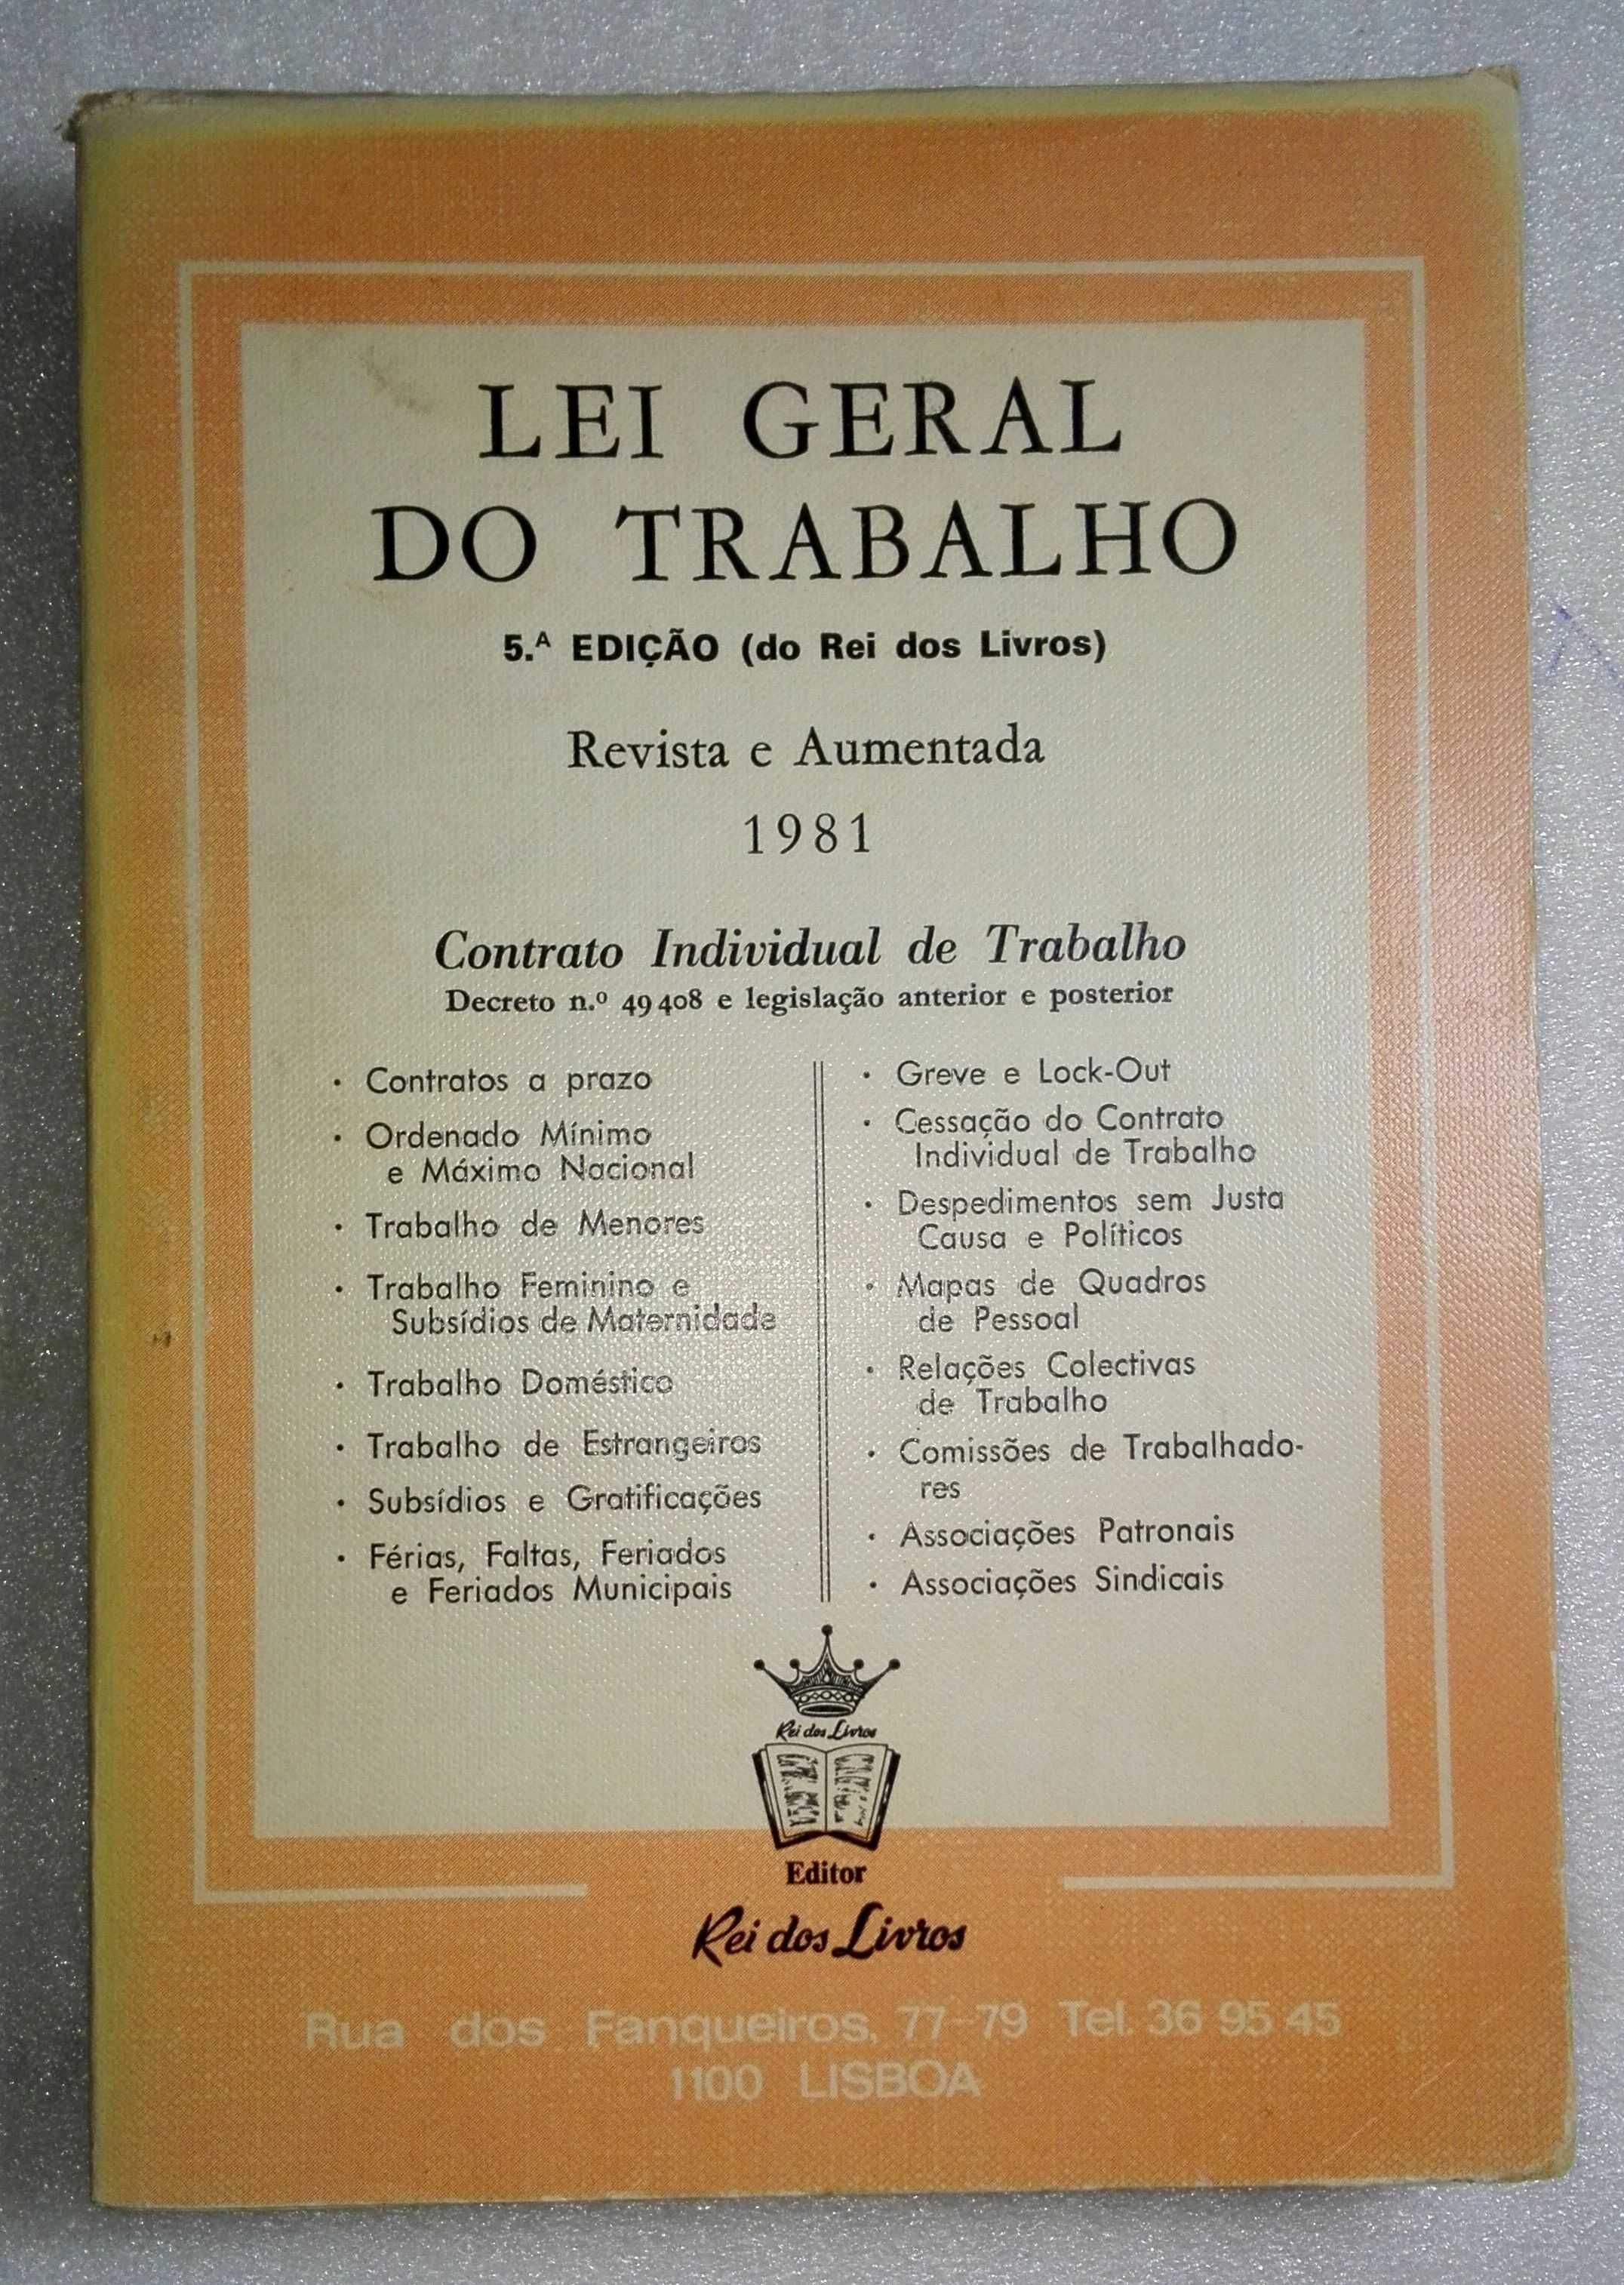 LEI GERAL
DO TRABALHO
5.ᴬ EDIÇÃO (do Rei dos Livros)
Revista e Aumentada
1981
Contrato Individual de Trabalho
Decreto n.º 49 408 e legislação anterior e posterior
· Contratos a prazo
· Ordenado Mínimo
e Máximo Nacional
· Trabalho de Menores
· Trabalho Feminino e
Subsídios de Maternidade
· Trabalho Doméstico
· Trabalho de Estrangeiros
· Subsídios e Gratificações
· Férias, Faltas, Feriados
e Feriados Municipais
· Greve e Lock-Out
· Cessação do Contrato
Individual de Trabalho
· Despedimentos sem Justa
Causa e Políticos
· Mapas de Quadros
de Pessoal
· Relações Colectivas
de Trabalho
· Comissões de Trabalhado-
res
· Associações Patronais
· Associações Sindicais
Rei dos Livros
Editor
Rei dos Livros
Rua dos Fanqueiros, 77-79 Tel. 36 95 45
1100 LISBOA